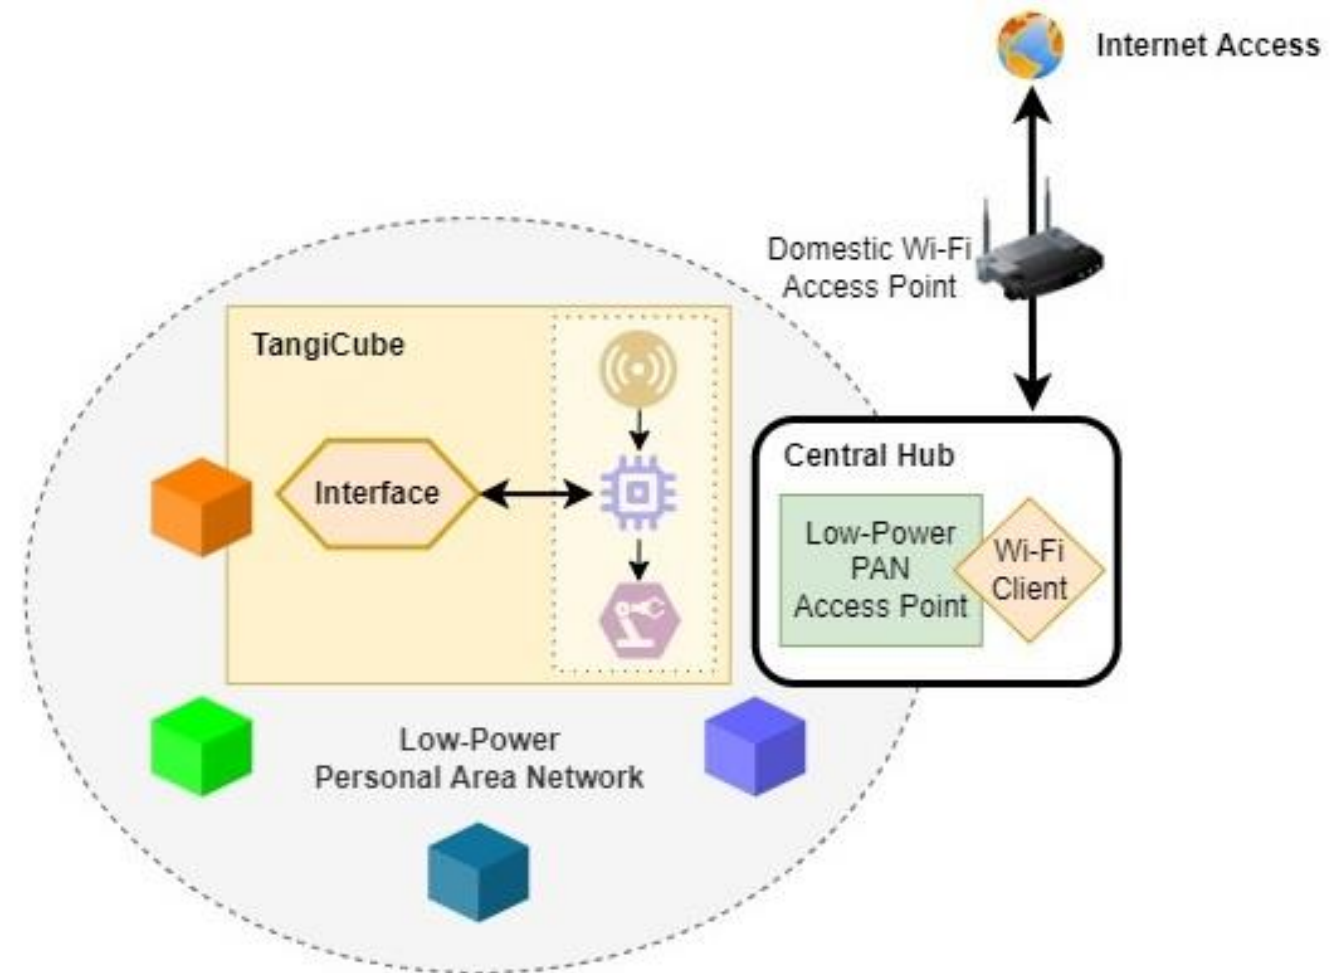 Internet Access
Domestic Wi-Fi
Access Point
TangiCube
Interface
Central Hub
Low-Power
PAN
Access Point
Wi-Fi
Client
Low-Power
Personal Area Network